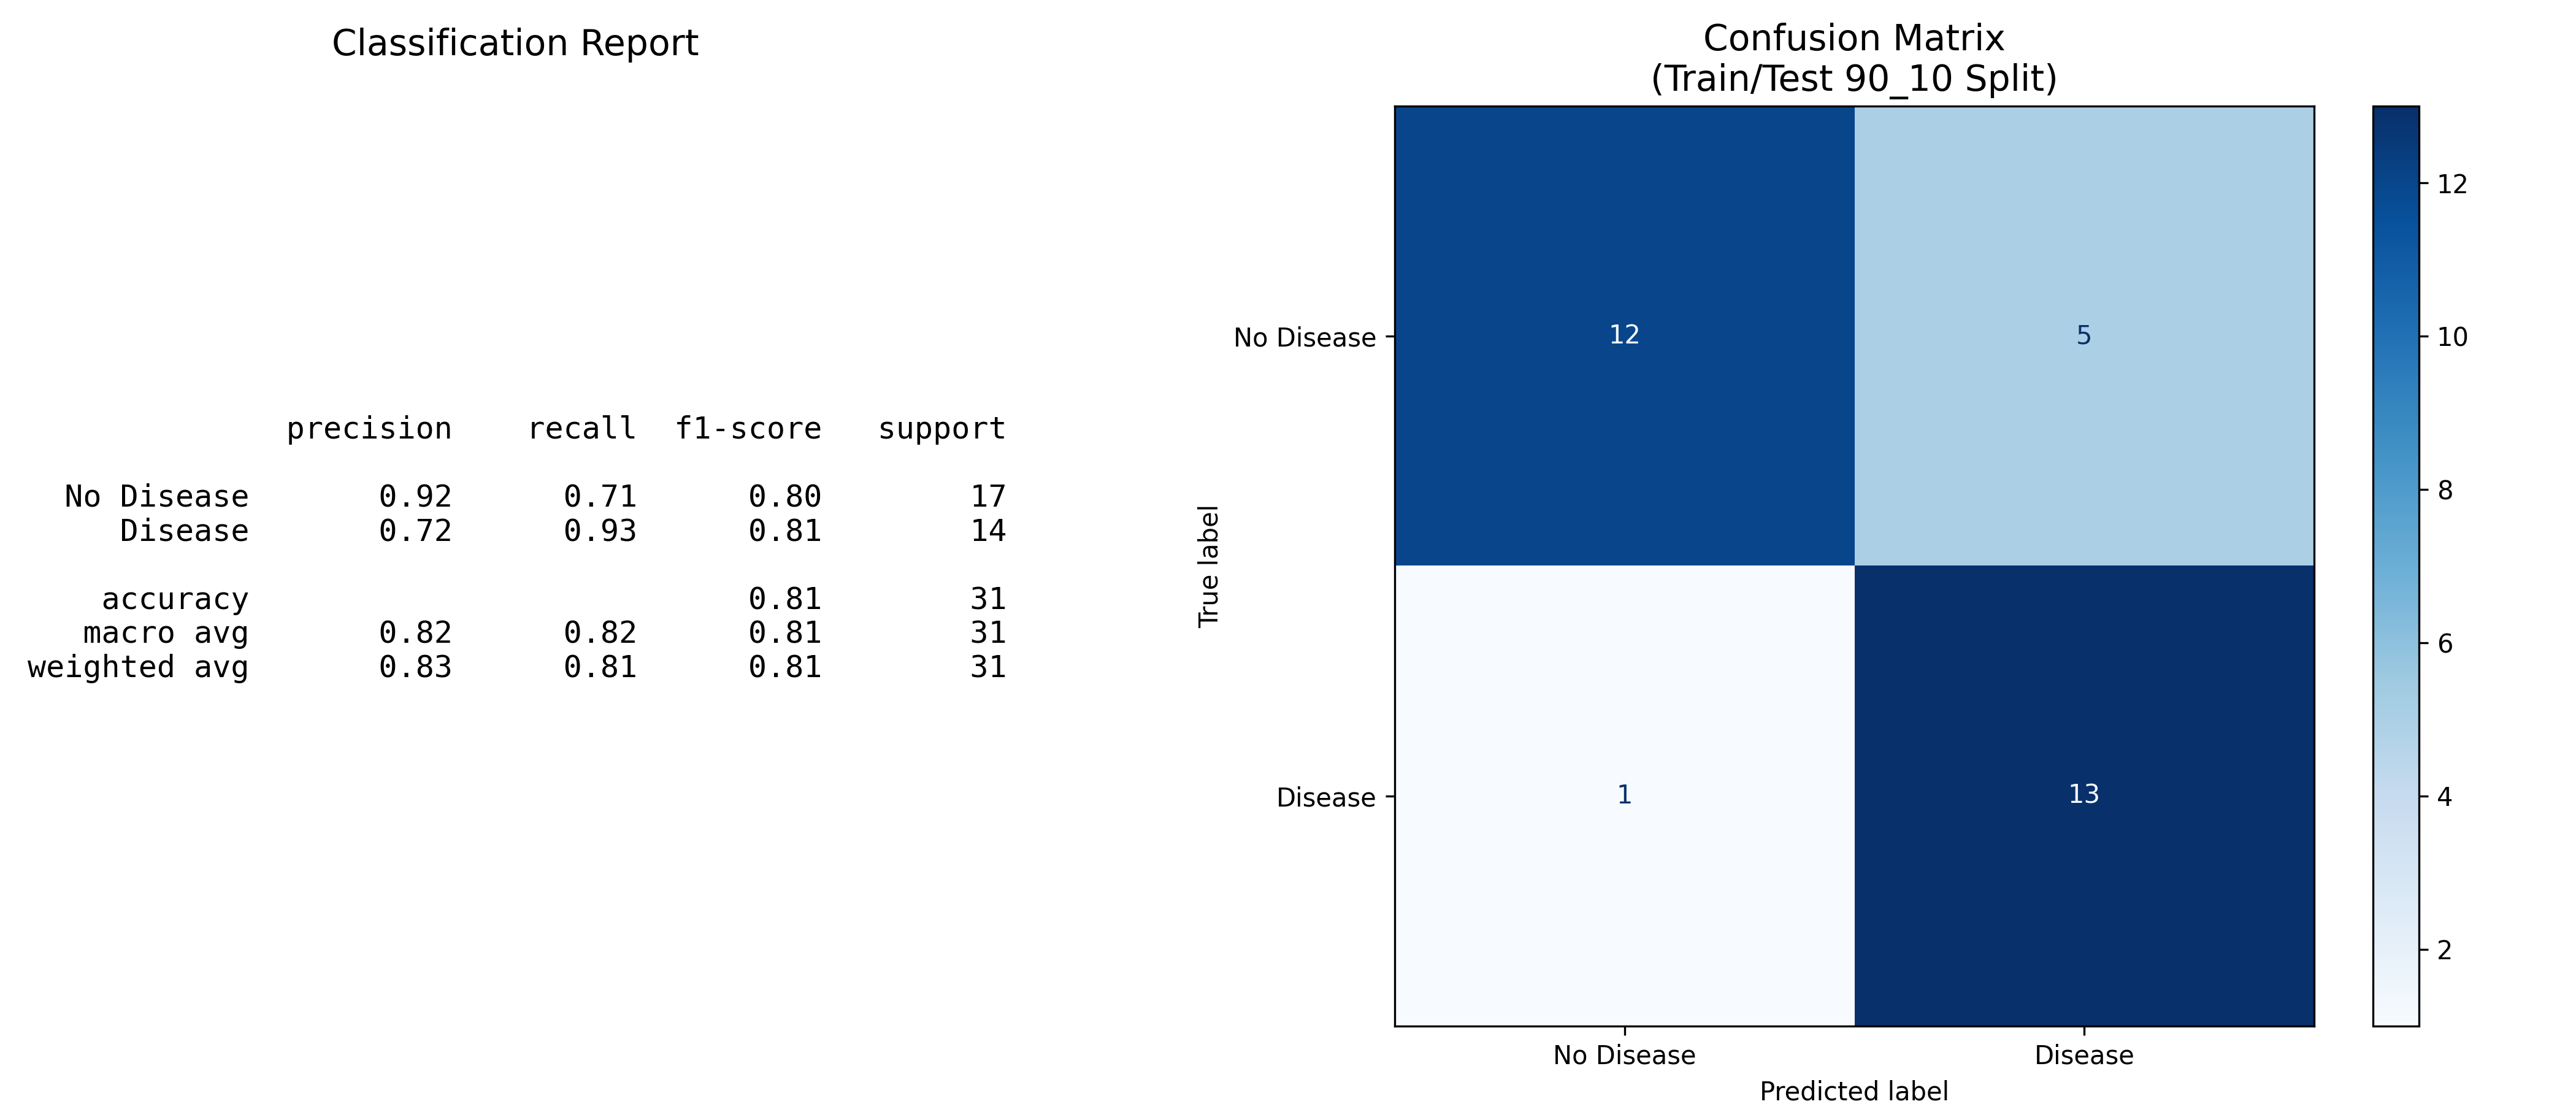 Classification Report
              precision    recall  f1-score   support
  No Disease       0.92      0.71      0.80        17
     Disease       0.72      0.93      0.81        14
    accuracy                           0.81        31
   macro avg       0.82      0.82      0.81        31
weighted avg       0.83      0.81      0.81        31
Confusion Matrix
(Train/Test 90_10 Split)
True label
No Disease
12
5
Disease
1
13
No Disease
Disease
Predicted label
12
10
8
6
4
2